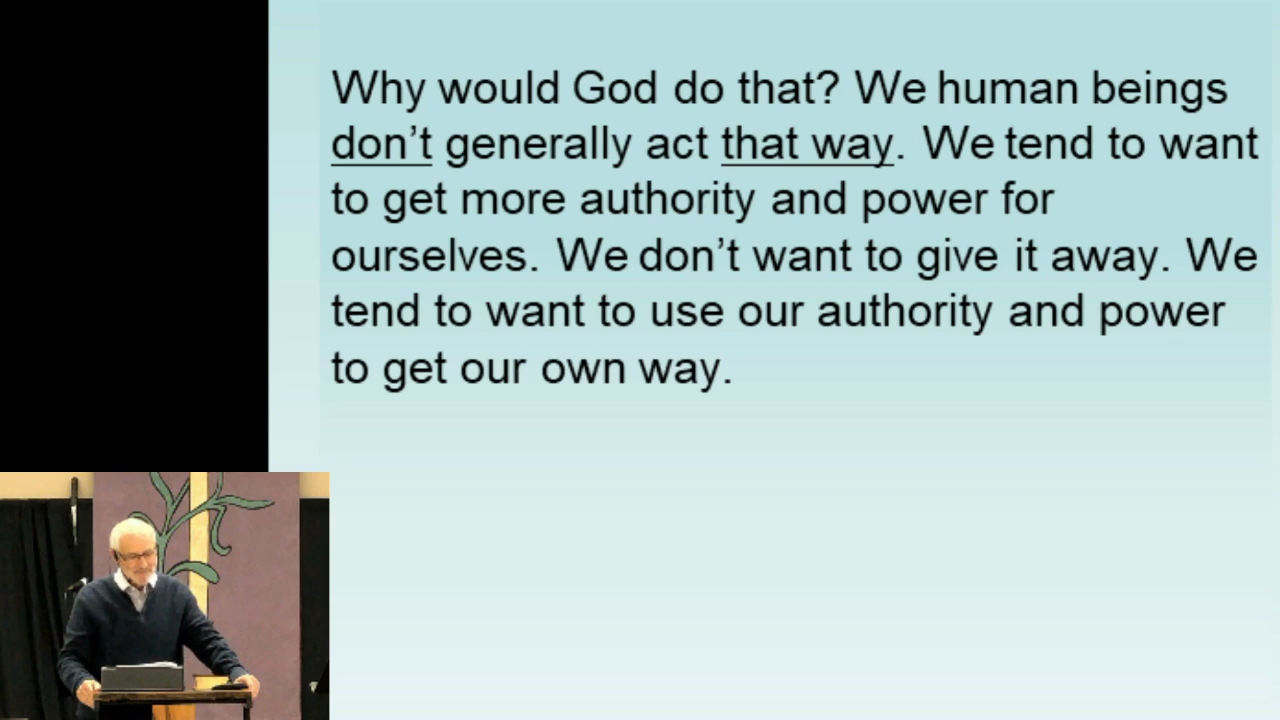 Why would God do that? We human beings
don’t generally act that way. We tend to want
to get more authority and power for
ourselves. We don’t want to give it away. We
tend to want to use our authority and power
to get our own way.